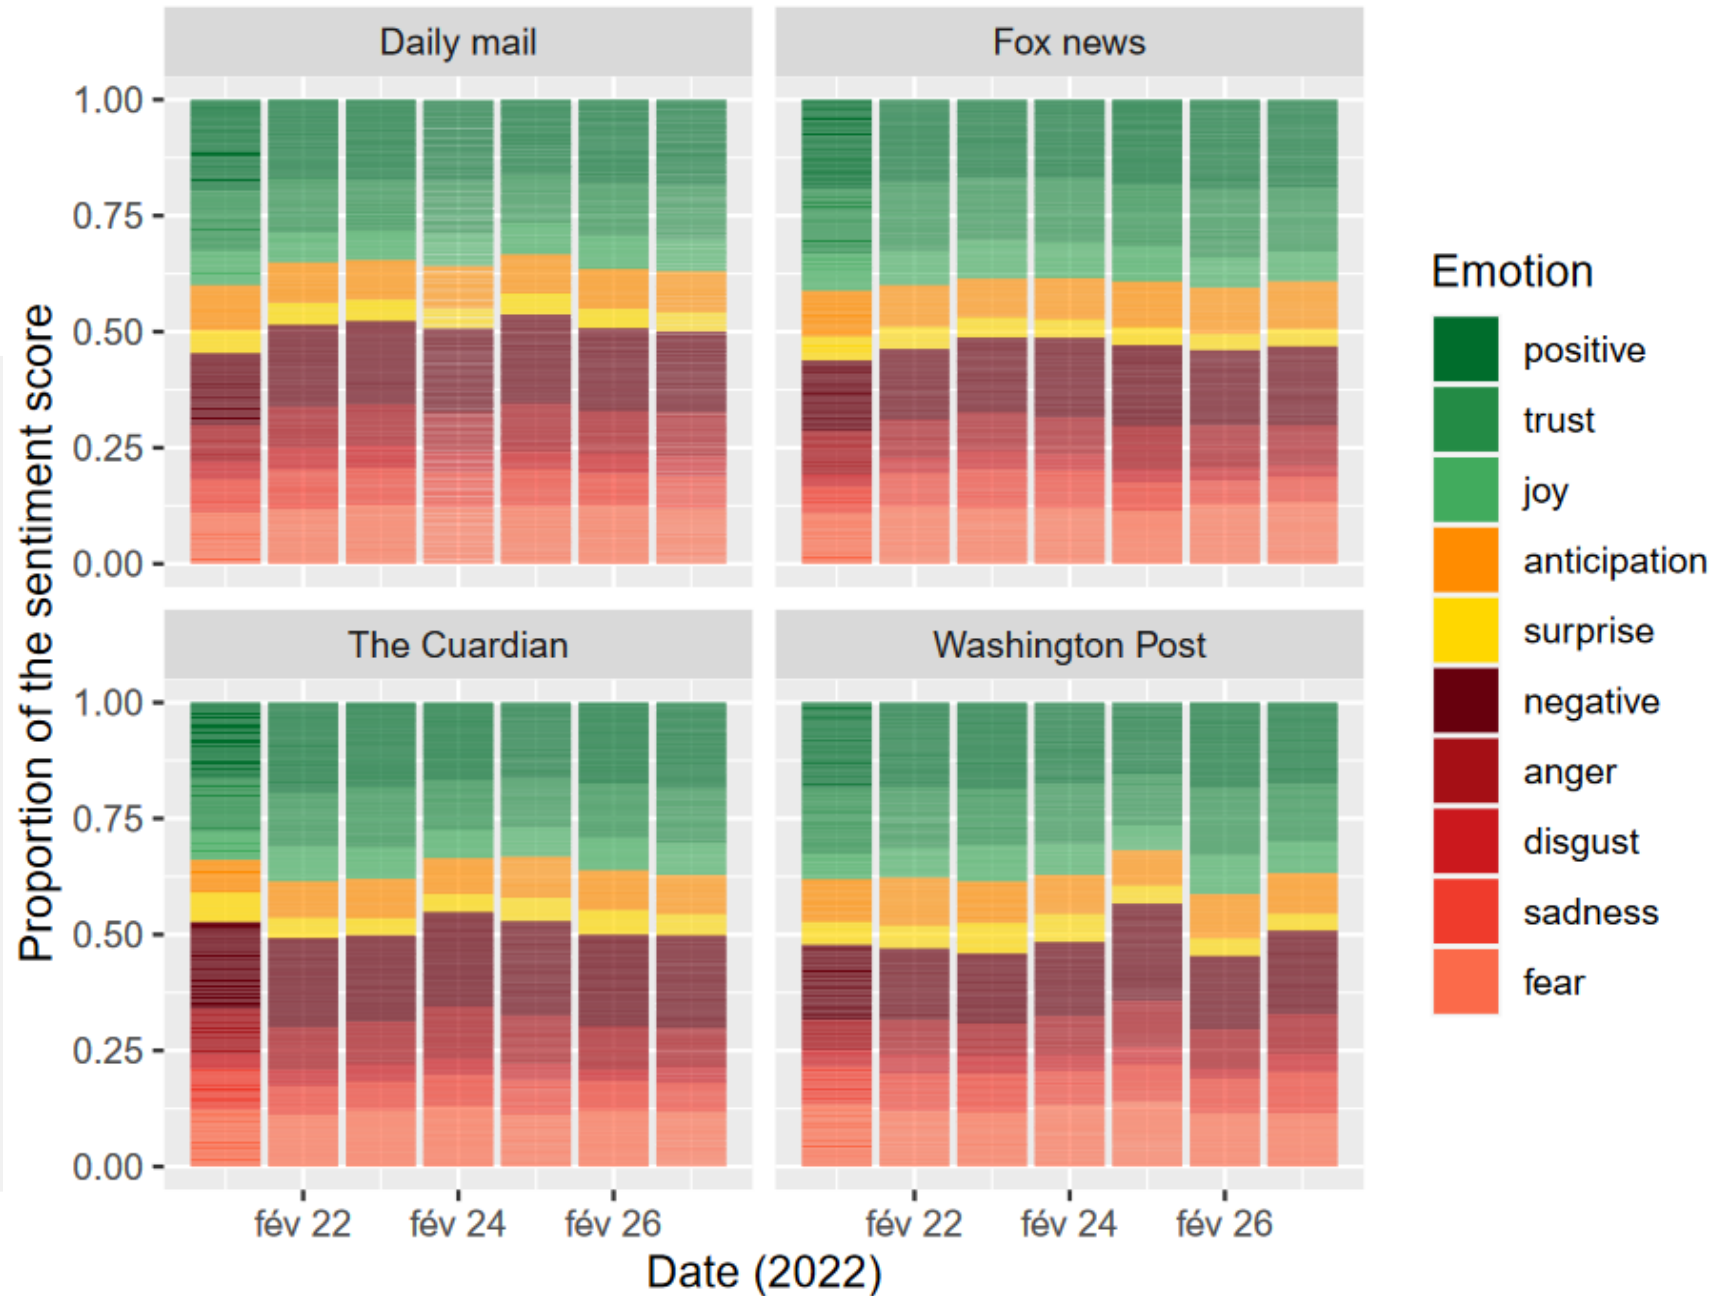 Daily mail
Fox news
1.00
0.75
0.50
0.25
0.00
The Cuardian
Washington Post
1.00
0.75
0.50
0.25
0.00
fév 22
fév 24
fév 26
fév 22
fév 24
fév 26
Date (2022)
Proportion of the sentiment score
Emotion
positive
trust
joy
anticipation
surprise
negative
anger
disgust
sadness
fear